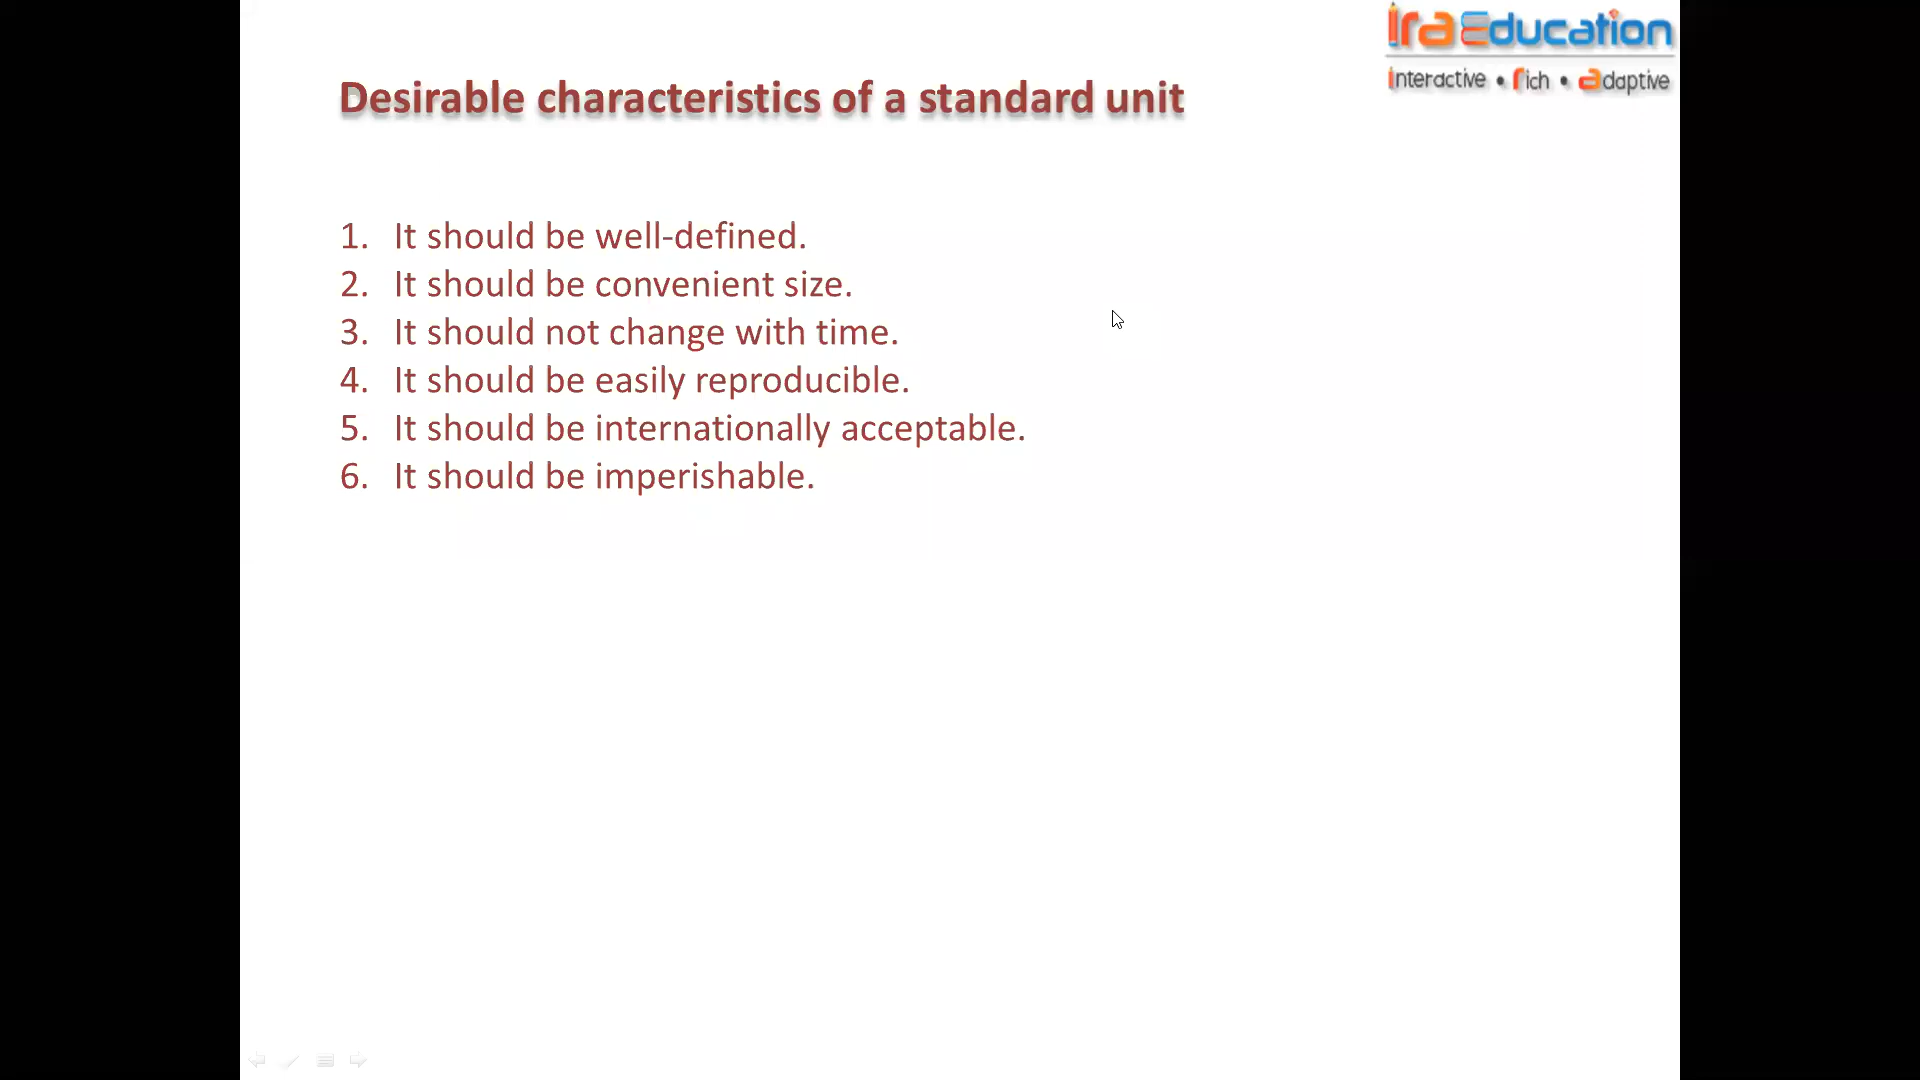 Ira Education
interactive • rich • adaptive
Desirable characteristics of a standard unit
1. It should be well-defined.
2. It should be convenient size.
3. It should not change with time.
4. It should be easily reproducible.
5. It should be internationally acceptable.
6. It should be imperishable.